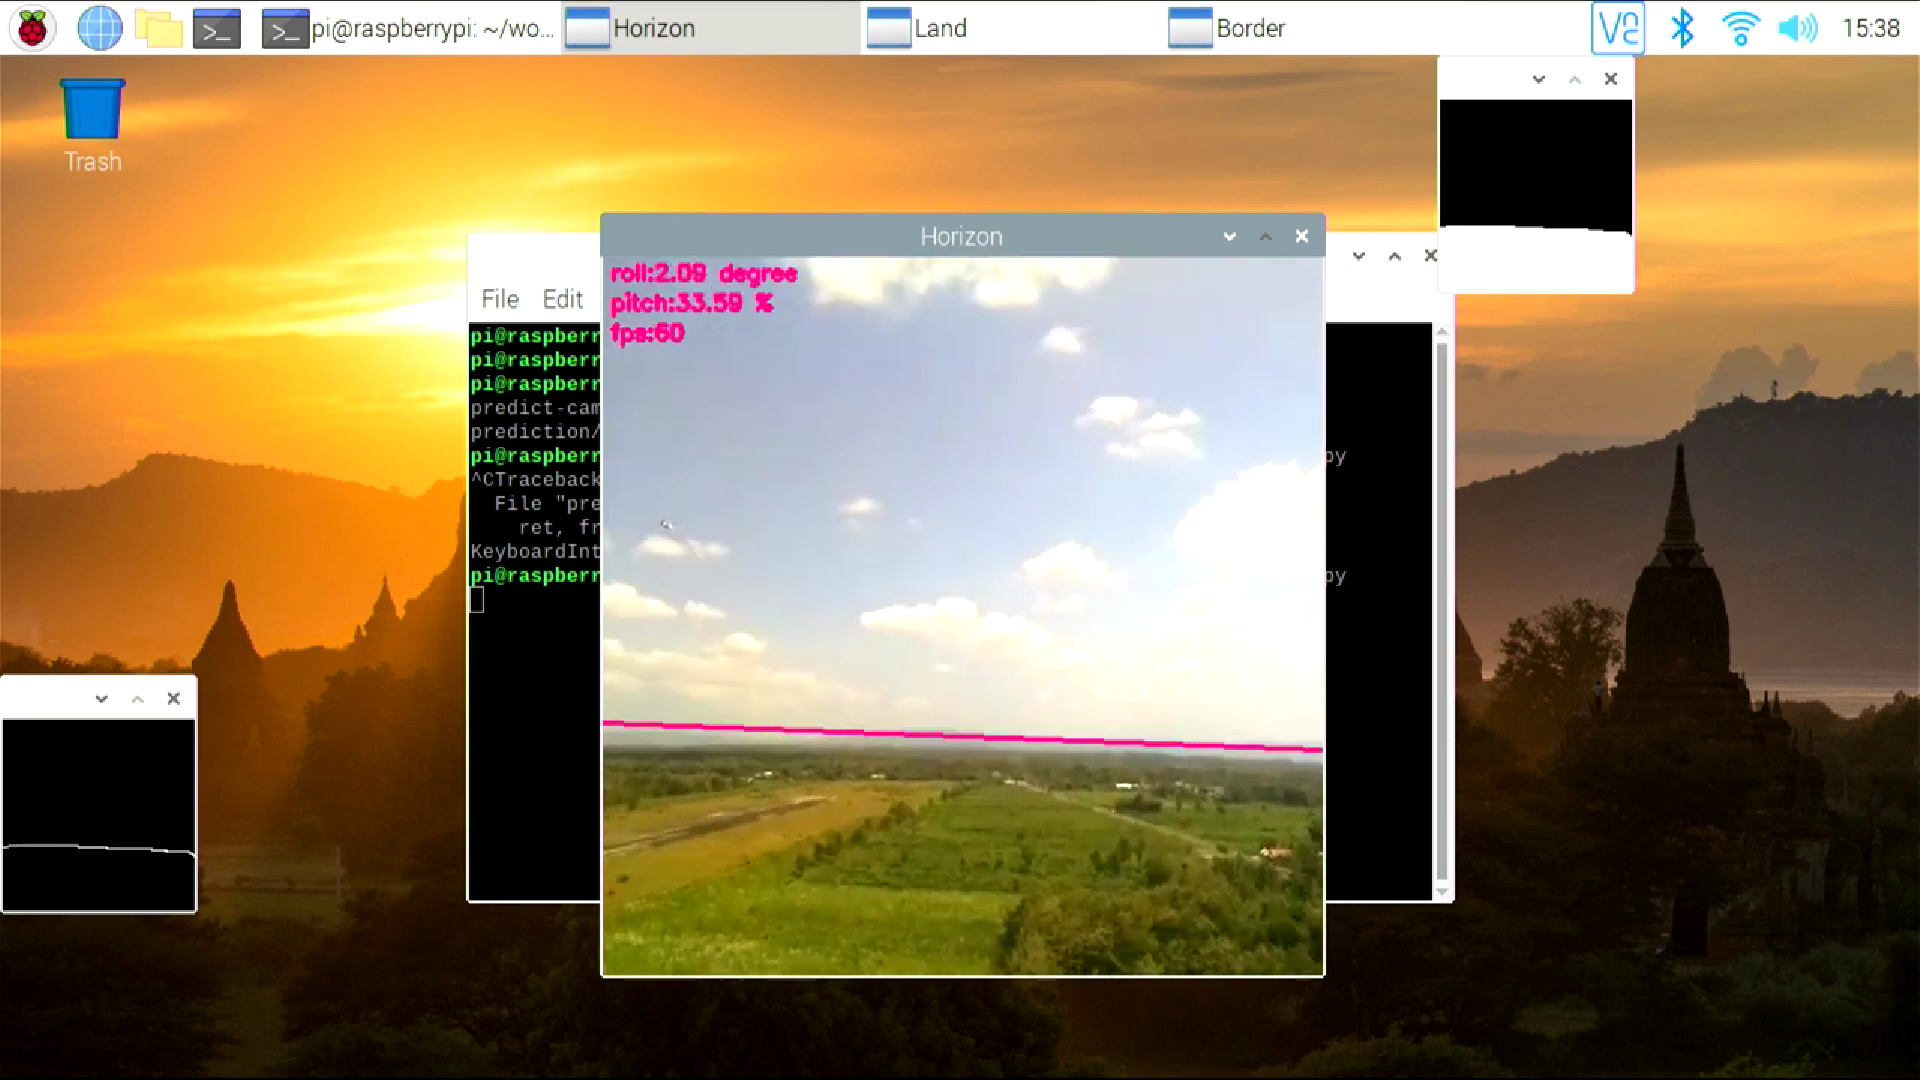 pi@raspberrypi: ~/wo...
Horizon
Land
Border
15:38
Trash
Horizon
roll:2.09 degree
pitch:33.59 %
fps:60
File Edit
pi@raspberr
pi@raspberr
pi@raspberr
predict-cam
prediction/
pi@raspberr py
^CTraceback
File "pre
ret, fr
KeyboardInt
pi@raspberr py